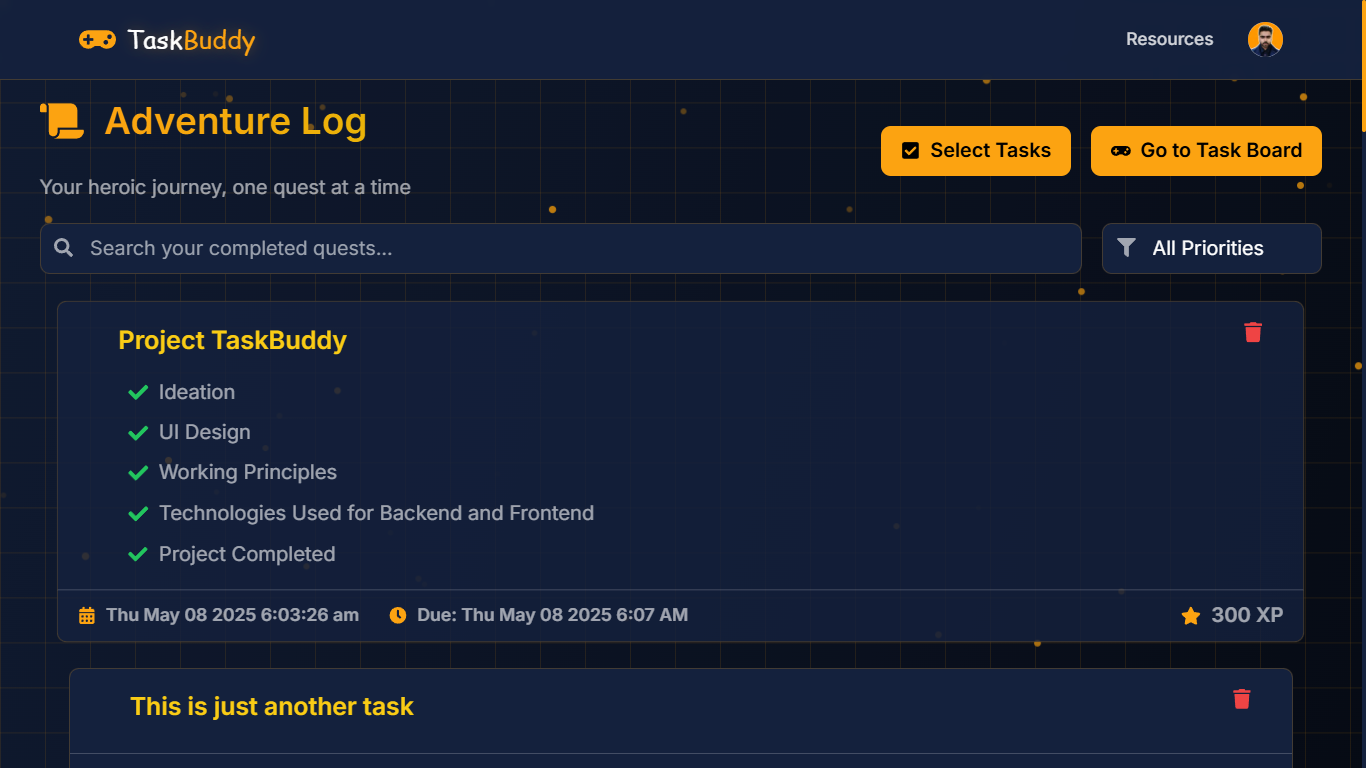 TaskBuddy
Resources
Adventure Log
Select Tasks
Go to Task Board
Your heroic journey, one quest at a time
Search your completed quests...
All Priorities
Project TaskBuddy
Ideation
UI Design
Working Principles
Technologies Used for Backend and Frontend
Project Completed
Thu May 08 2025 6:03:26 am
Due: Thu May 08 2025 6:07 AM
300 XP
This is just another task